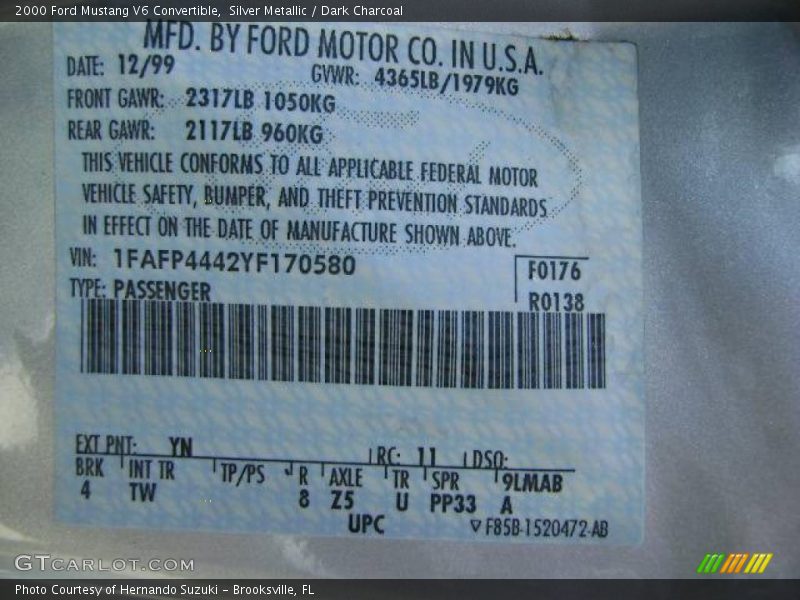 2000 Ford Mustang V6 Convertible, Silver Metallic / Dark Charcoal
MFD. BY FORD MOTOR CO. IN U.S.A.
DATE: 12/99 GVWR: 4365LB/1979KG
FRONT GAWR: 2317LB 1050KG
REAR GAWR: 2117LB 960KG
THIS VEHICLE CONFORMS TO ALL APPLICABLE FEDERAL MOTOR
VEHICLE SAFETY, BUMPER, AND THEFT PREVENTION STANDARDS
IN EFFECT ON THE DATE OF MANUFACTURE SHOWN ABOVE.
VIN: 1FAFP4442YF170580 F0176
TYPE: PASSENGER R0138
EXT PNT: YN RC: 11 DSO:
BRK INT TR TP/PS R AXLE TR SPR 9LMAB
4 TW 8 Z5 U PP33 A
UPC ▽F85B-1520472-AB
GTCARLOT.COM
Photo Courtesy of Hernando Suzuki – Brooksville, FL